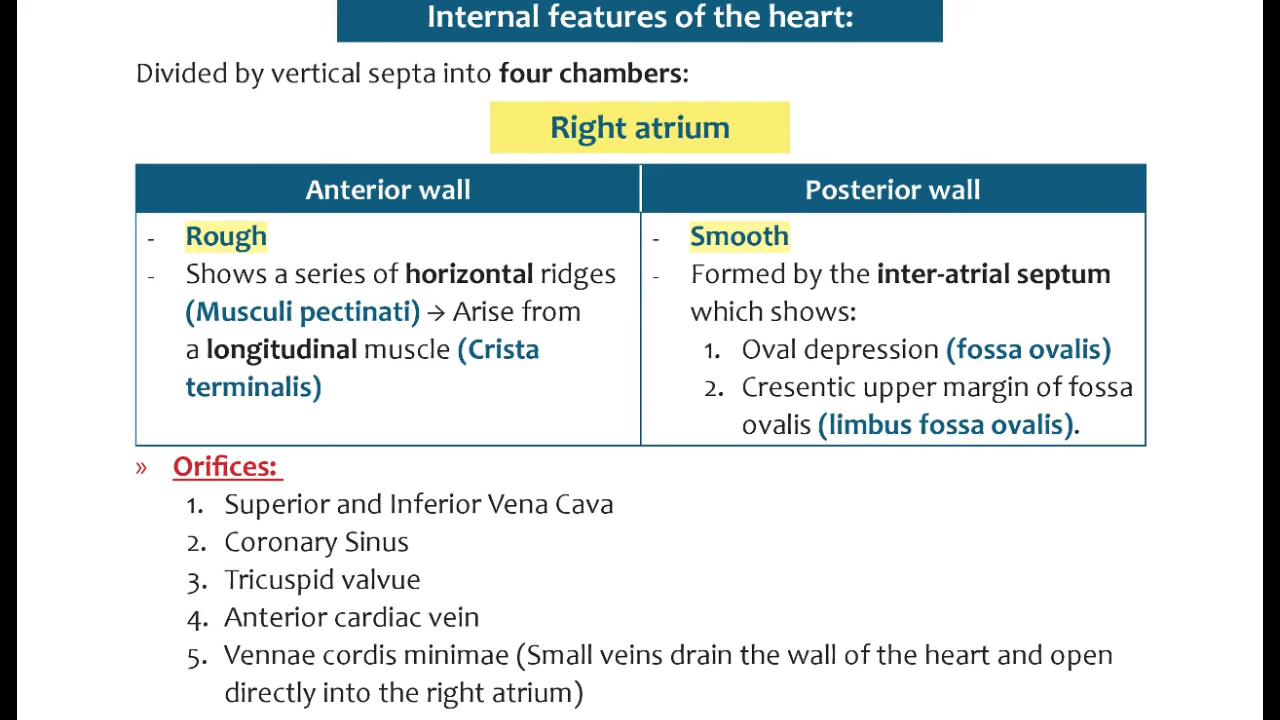 Internal features of the heart:
Divided by vertical septa into four chambers:
Right atrium
Anterior wall
Posterior wall
- Rough
- Shows a series of horizontal ridges
(Musculi pectinati) → Arise from
a longitudinal muscle (Crista
terminalis)
- Smooth
- Formed by the inter-atrial septum
which shows:
1. Oval depression (fossa ovalis)
2. Cresentic upper margin of fossa
ovalis (limbus fossa ovalis).
» Orifices:
1. Superior and Inferior Vena Cava
2. Coronary Sinus
3. Tricuspid valvue
4. Anterior cardiac vein
5. Vennae cordis minimae (Small veins drain the wall of the heart and open
directly into the right atrium)